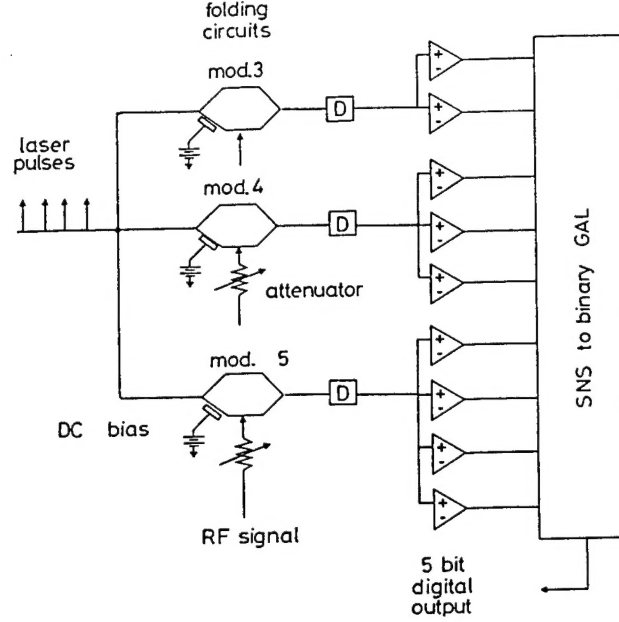 folding
circuits
mod.3
D
+
-
+
-
laser
pulses
mod.4
D
+
-
+
-
+
-
attenuator
mod. 5
D
+
-
+
-
+
-
+
-
DC bias
RF signal
SNS to binary GAL
5 bit
digital
output